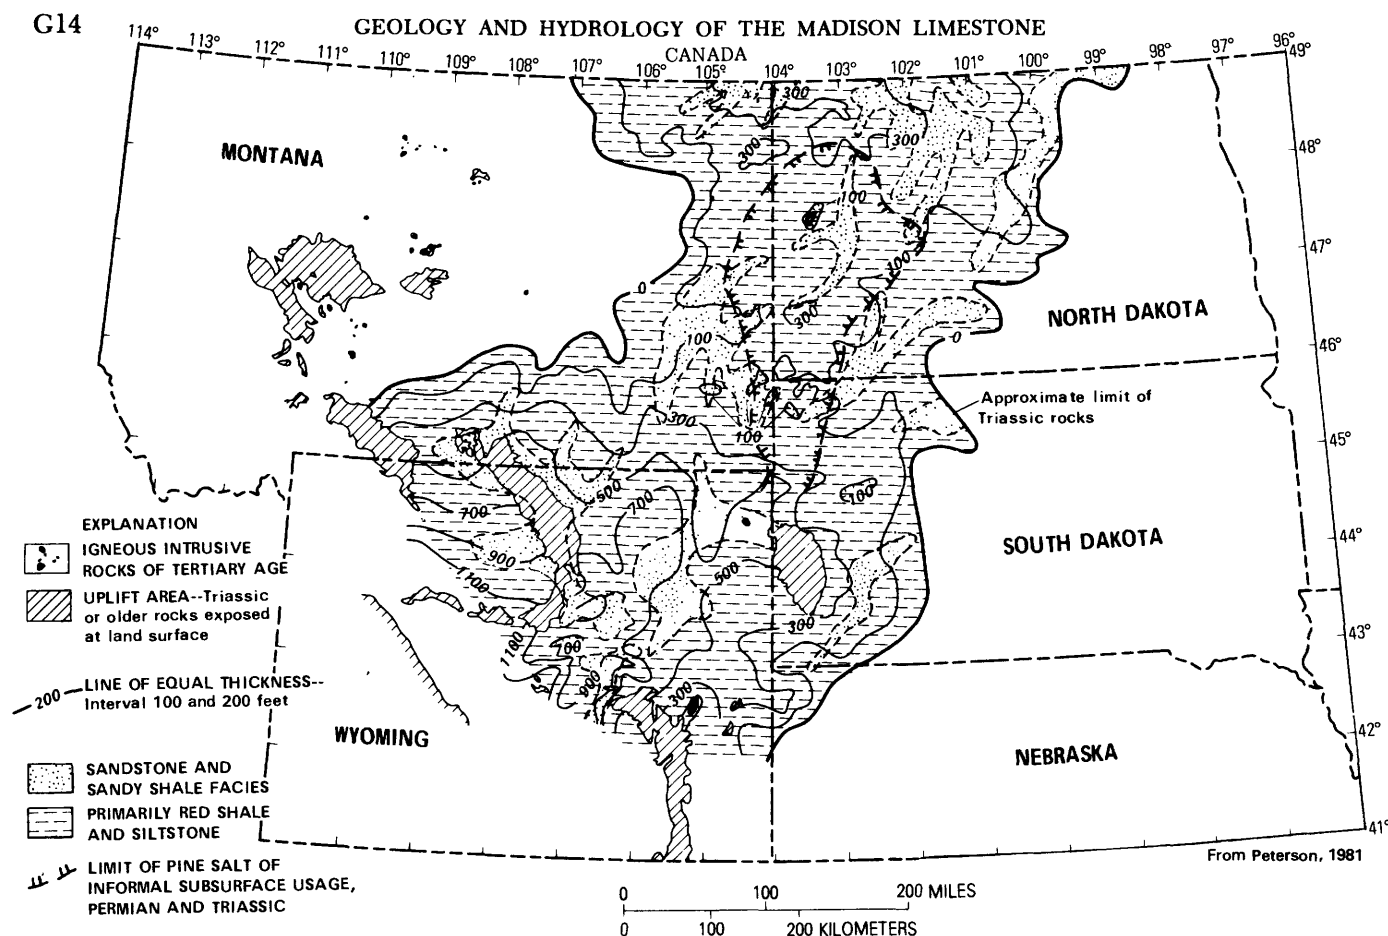 G14
GEOLOGY AND HYDROLOGY OF THE MADISON LIMESTONE
CANADA
114° 113° 112° 111° 110° 109° 108° 107° 106° 105° 104° 103° 102° 101° 100° 99° 98° 97° 96°
49°
48°
47°
46°
45°
44°
43°
42°
41°
MONTANA
NORTH DAKOTA
SOUTH DAKOTA
WYOMING
NEBRASKA
300
300
300
100
100
0
300
100
0
300
100
Approximate limit of
Triassic rocks
500
700
100
700
900
1100
500
300
1100
700
900
300
EXPLANATION
IGNEOUS INTRUSIVE
ROCKS OF TERTIARY AGE
UPLIFT AREA--Triassic
or older rocks exposed
at land surface
200
LINE OF EQUAL THICKNESS--
Interval 100 and 200 feet
SANDSTONE AND
SANDY SHALE FACIES
PRIMARILY RED SHALE
AND SILTSTONE
LIMIT OF PINE SALT OF
INFORMAL SUBSURFACE USAGE,
PERMIAN AND TRIASSIC
From Peterson, 1981
0 100 200 MILES
0 100 200 KILOMETERS